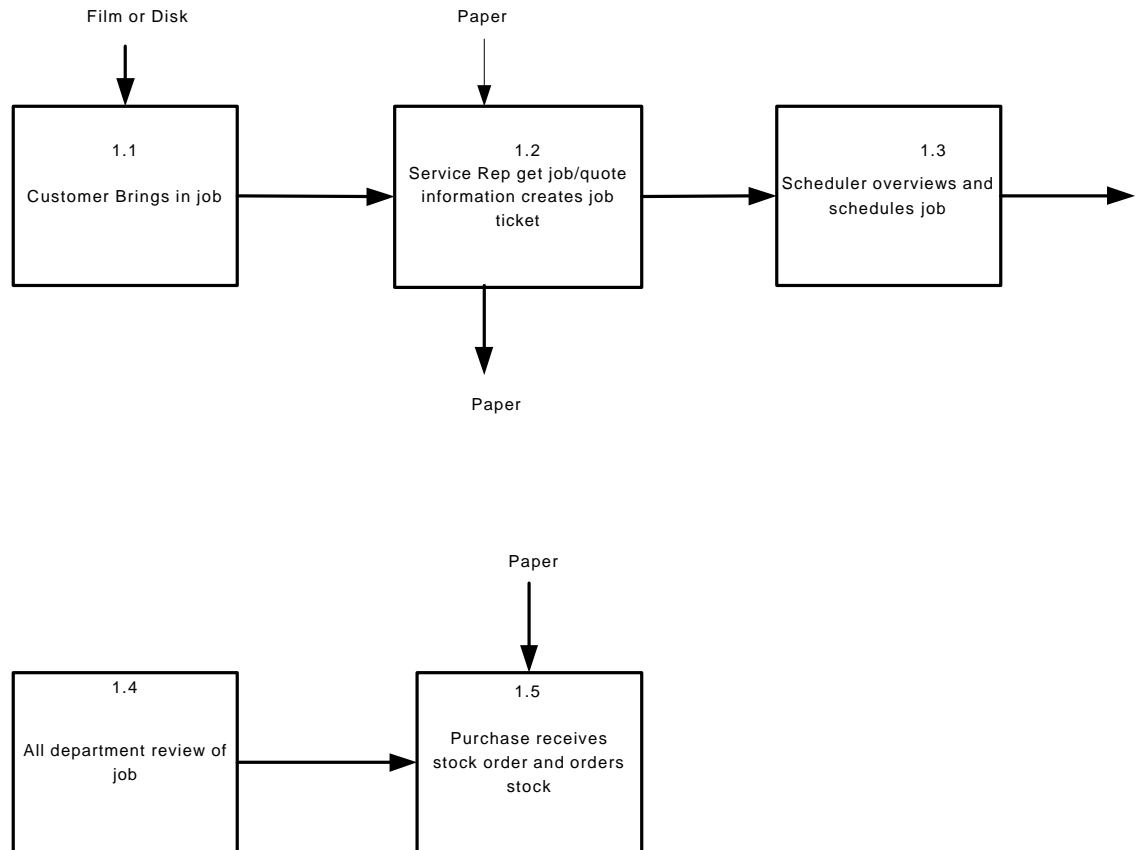 Film or Disk
Paper
1.1
Customer Brings in job
1.2
Service Rep get job/quote
information creates job
ticket
1.3
Scheduler overviews and
schedules job
Paper
Paper
1.4
All department review of
job
1.5
Purchase receives
stock order and orders
stock